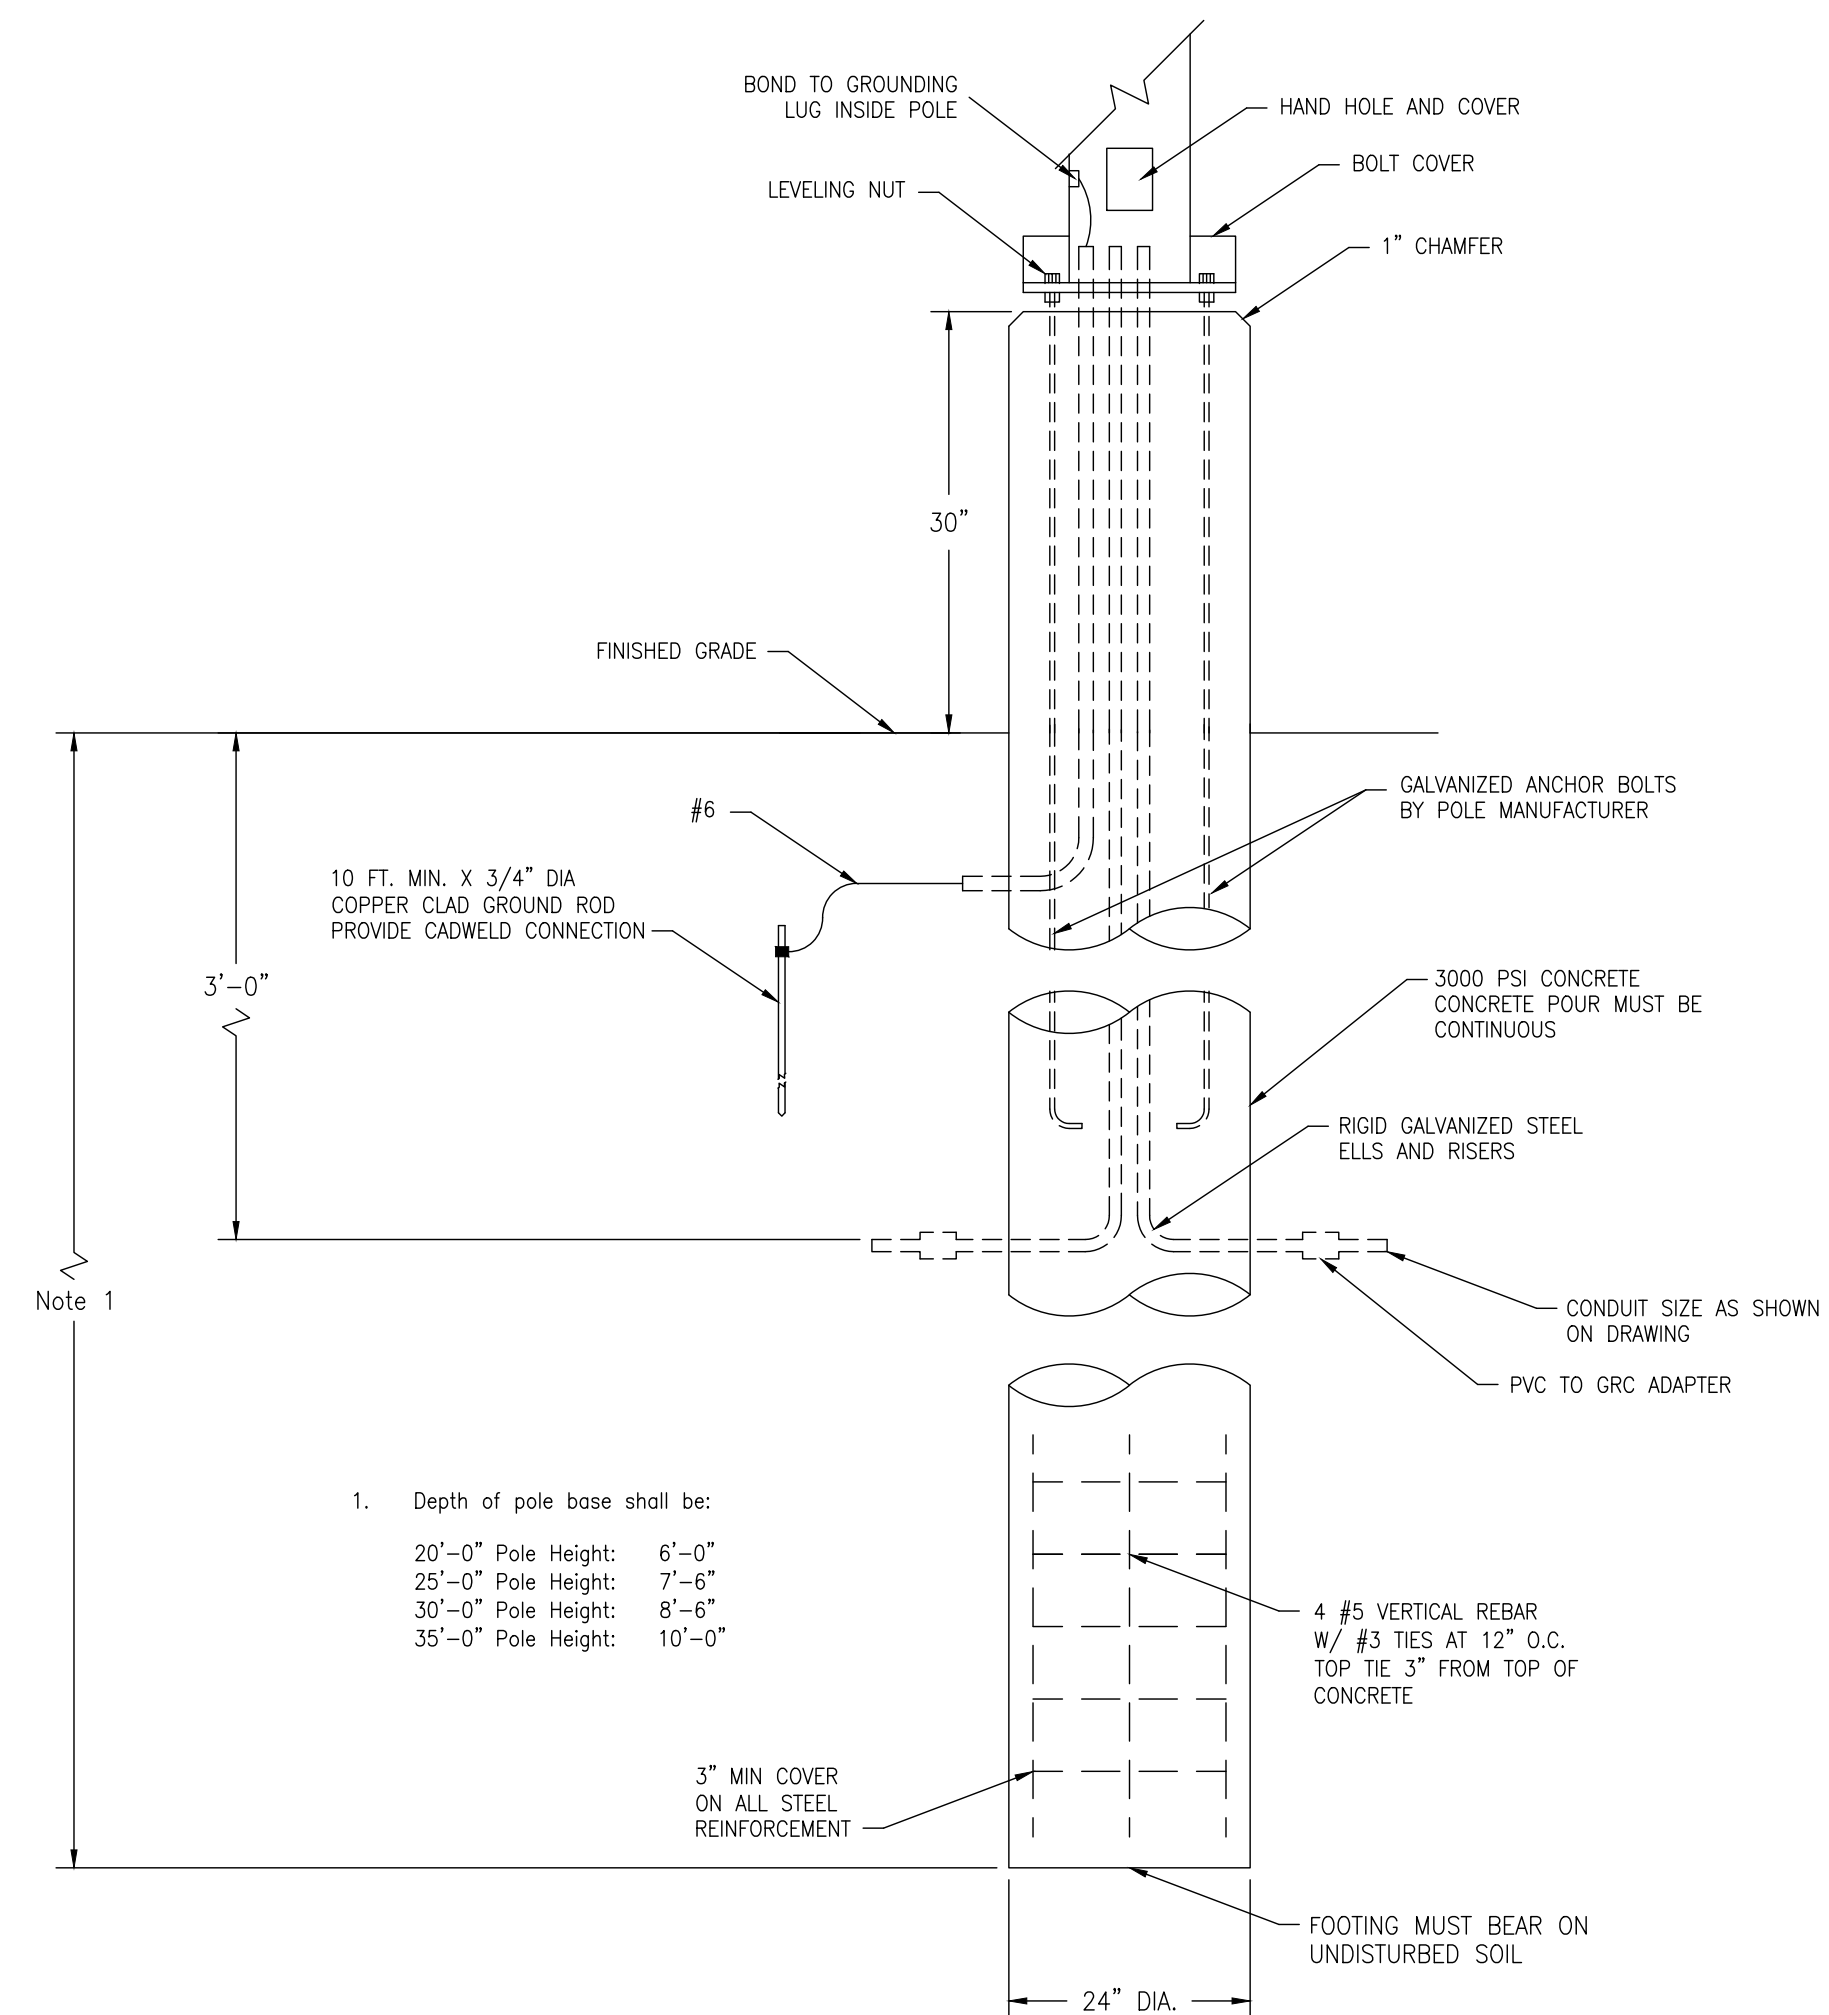 BOND TO GROUNDING
LUG INSIDE POLE
HAND HOLE AND COVER
BOLT COVER
LEVELING NUT
1” CHAMFER
30”
FINISHED GRADE
GALVANIZED ANCHOR BOLTS
BY POLE MANUFACTURER
#6
10 FT. MIN. X 3/4” DIA
COPPER CLAD GROUND ROD
PROVIDE CADWELD CONNECTION
3’-0”
3000 PSI CONCRETE
CONCRETE POUR MUST BE
CONTINUOUS
RIGID GALVANIZED STEEL
ELLS AND RISERS
Note 1
CONDUIT SIZE AS SHOWN
ON DRAWING
PVC TO GRC ADAPTER
1. Depth of pole base shall be:
20’-0” Pole Height: 6’-0”
25’-0” Pole Height: 7’-6”
30’-0” Pole Height: 8’-6”
35’-0” Pole Height: 10’-0”
4 #5 VERTICAL REBAR
W/ #3 TIES AT 12” O.C.
TOP TIE 3” FROM TOP OF
CONCRETE
3” MIN COVER
ON ALL STEEL
REINFORCEMENT
FOOTING MUST BEAR ON
UNDISTURBED SOIL
24” DIA.